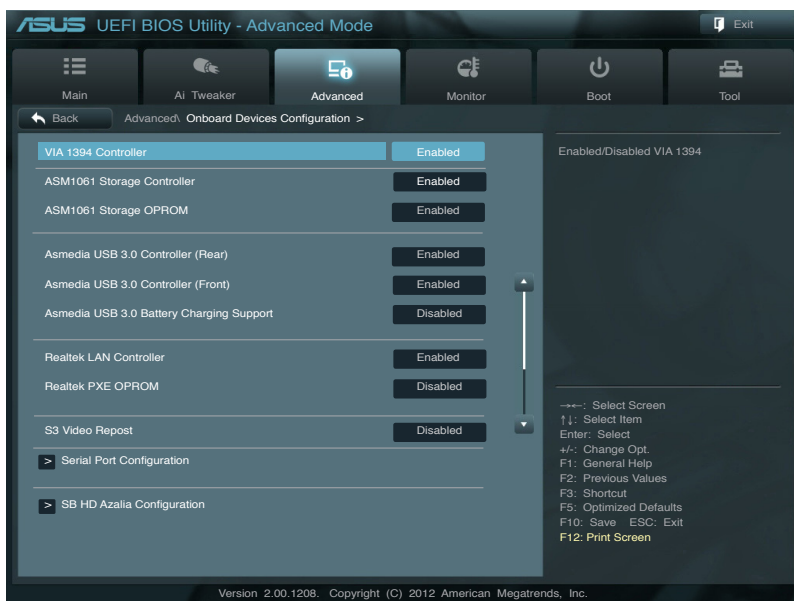 ASUS UEFI BIOS Utility - Advanced Mode
Exit
Main
Ai Tweaker
Advanced
Monitor
Boot
Tool
Back
Advanced\ Onboard Devices Configuration >
VIA 1394 Controller Enabled
ASM1061 Storage Controller Enabled
ASM1061 Storage OPROM Enabled
Asmedia USB 3.0 Controller (Rear) Enabled
Asmedia USB 3.0 Controller (Front) Enabled
Asmedia USB 3.0 Battery Charging Support Disabled
Realtek LAN Controller Enabled
Realtek PXE OPROM Disabled
S3 Video Repost Disabled
> Serial Port Configuration
> SB HD Azalia Configuration
Enabled/Disabled VIA 1394
→←: Select Screen
↑↓: Select Item
Enter: Select
+/-: Change Opt.
F1: General Help
F2: Previous Values
F3: Shortcut
F5: Optimized Defaults
F10: Save ESC: Exit
F12: Print Screen
Version 2.00.1208. Copyright (C) 2012 American Megatrends, Inc.